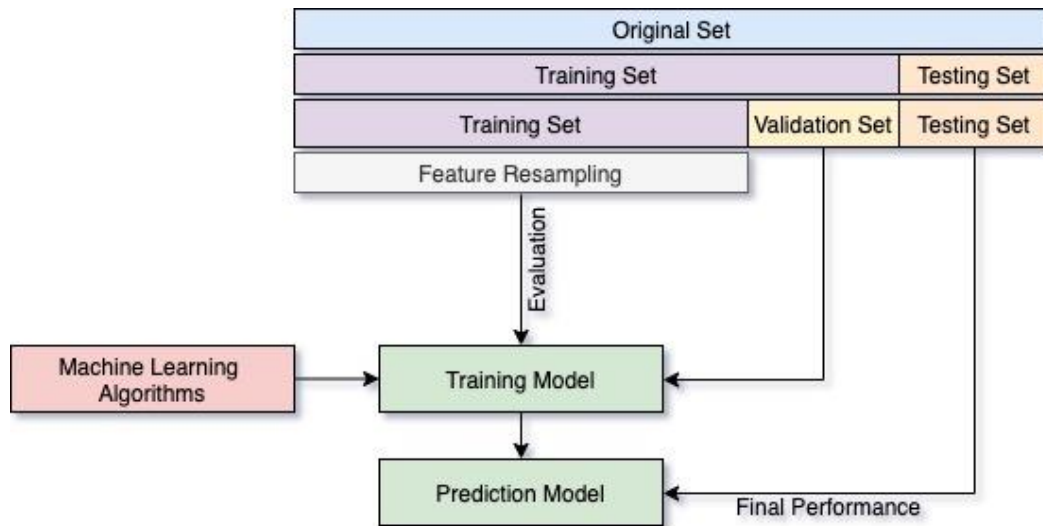 Original Set
Training Set
Testing Set
Training Set
Validation Set
Testing Set
Feature Resampling
Evaluation
Machine Learning
Algorithms
Training Model
Prediction Model
Final Performance